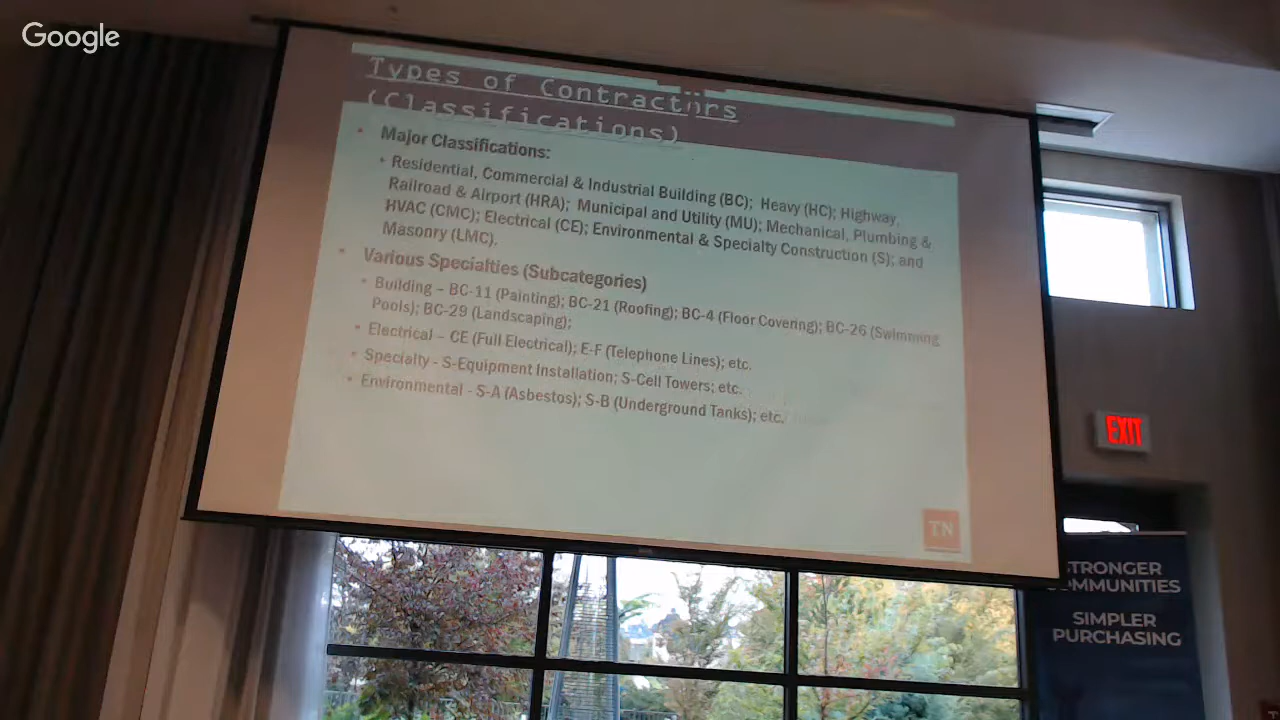 Google
Types of Contractors
(Classifications)
• Major Classifications:
• Residential, Commercial & Industrial Building (BC); Heavy (HC); Highway,
Railroad & Airport (HRA); Municipal and Utility (MU); Mechanical, Plumbing &
HVAC (CMC); Electrical (CE); Environmental & Specialty Construction (S); and
Masonry (LMC).
• Various Specialties (Subcategories)
• Building – BC-11 (Painting); BC-21 (Roofing); BC-4 (Floor Covering); BC-26 (Swimming
Pools); BC-29 (Landscaping);
• Electrical – CE (Full Electrical); E-F (Telephone Lines); etc.
• Specialty - S-Equipment Installation; S-Cell Towers; etc.
• Environmental - S-A (Asbestos); S-B (Underground Tanks); etc.
TN
EXIT
STRONGER
COMMUNITIES
SIMPLER
PURCHASING